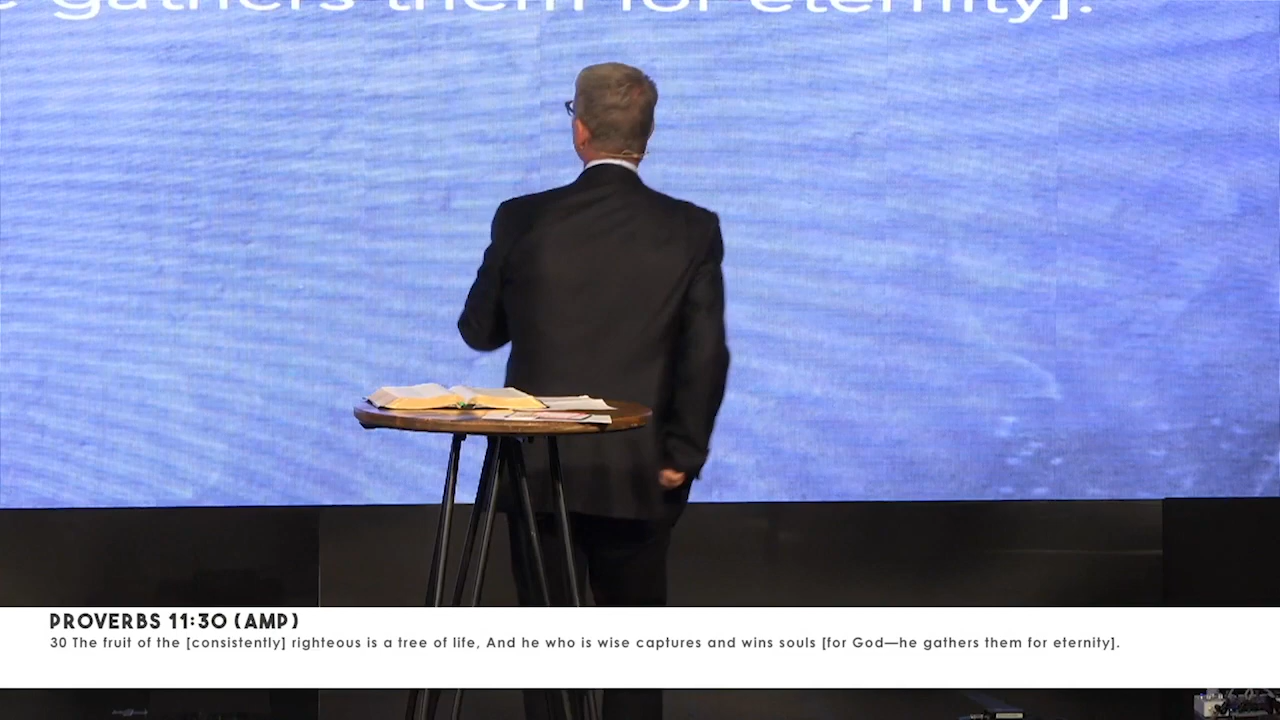 gathers them for eternity].
PROVERBS 11:30 (AMP)
30 The fruit of the [consistently] righteous is a tree of life, And he who is wise captures and wins souls [for God—he gathers them for eternity].